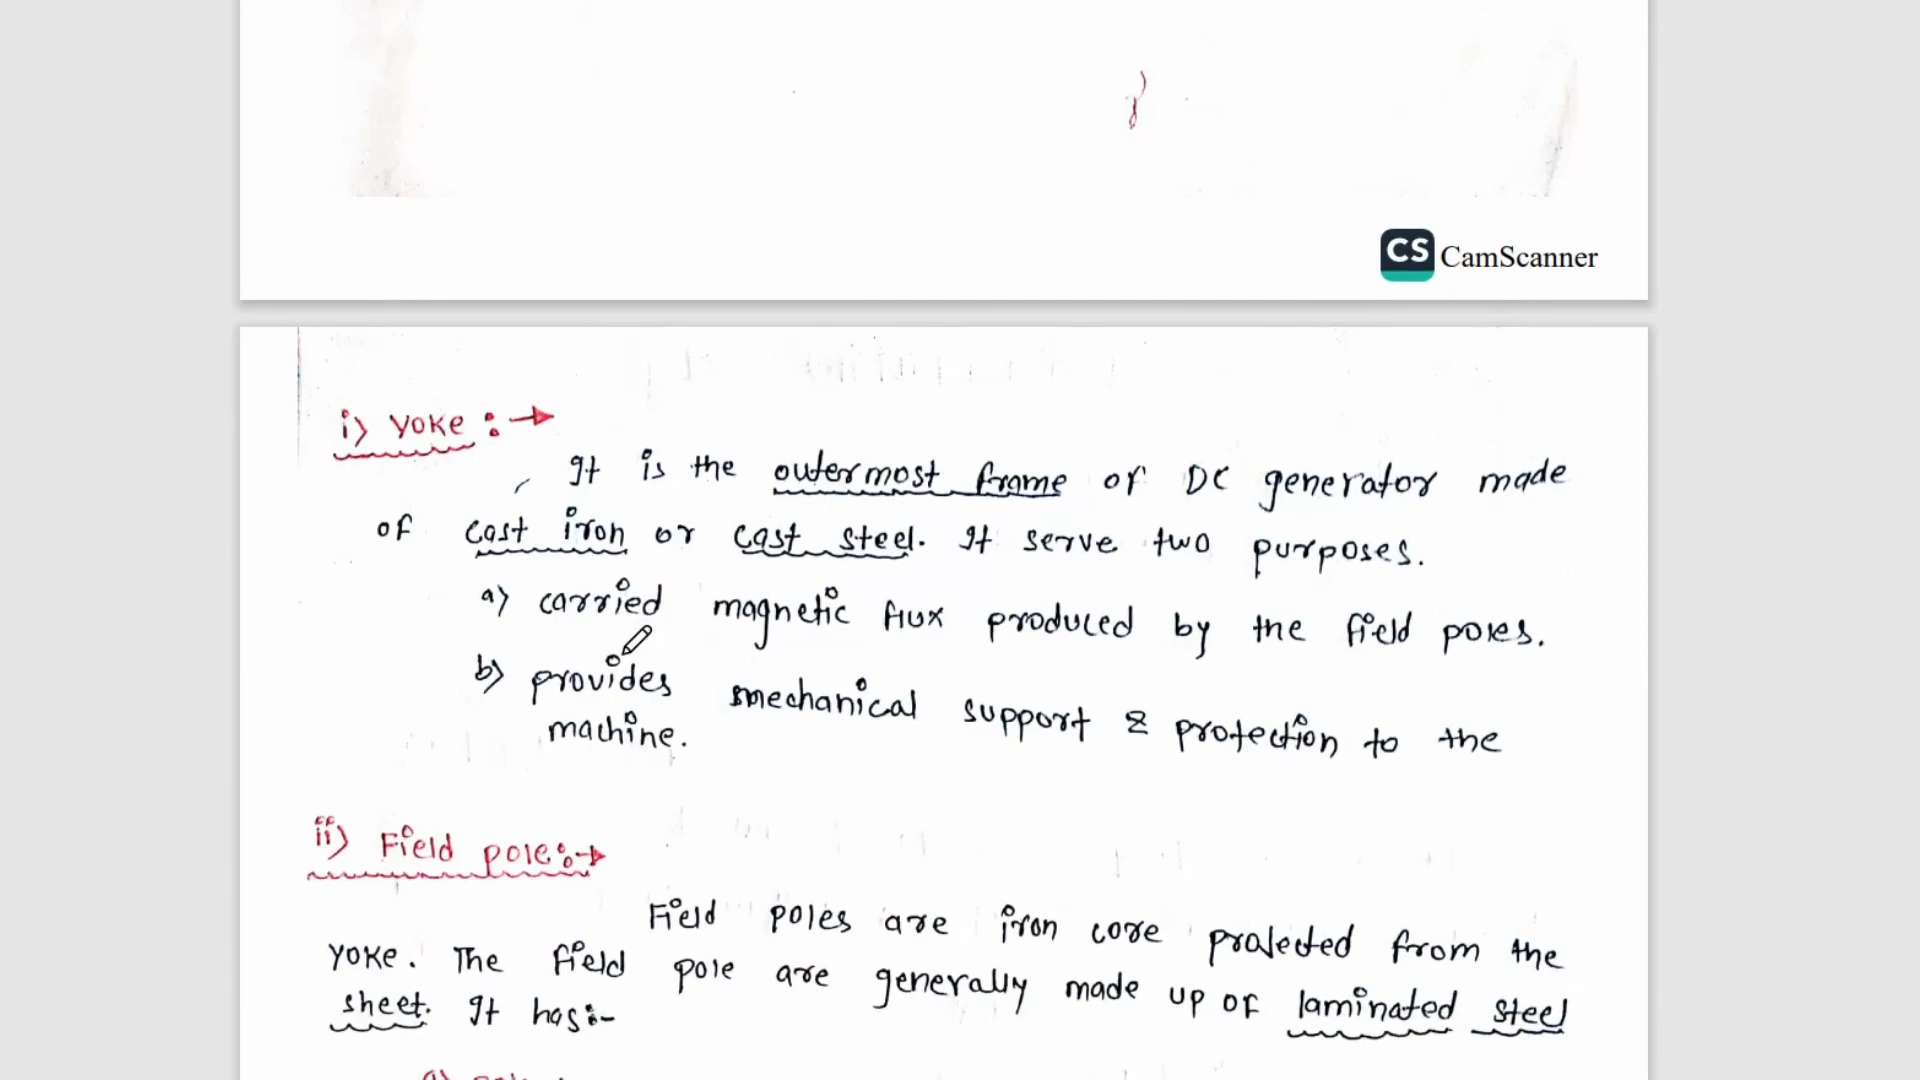 CS CamScanner
i) Yoke :→
It is the outermost frame of DC generator made
of cast iron or cast steel. It serve two purposes.
a) carried magnetic flux produced by the field poles.
b) provides mechanical support & protection to the
machine.
ii) Field pole:→
Field poles are iron core projected from the
yoke. The field pole are generally made up of laminated steel
sheet. It has:-